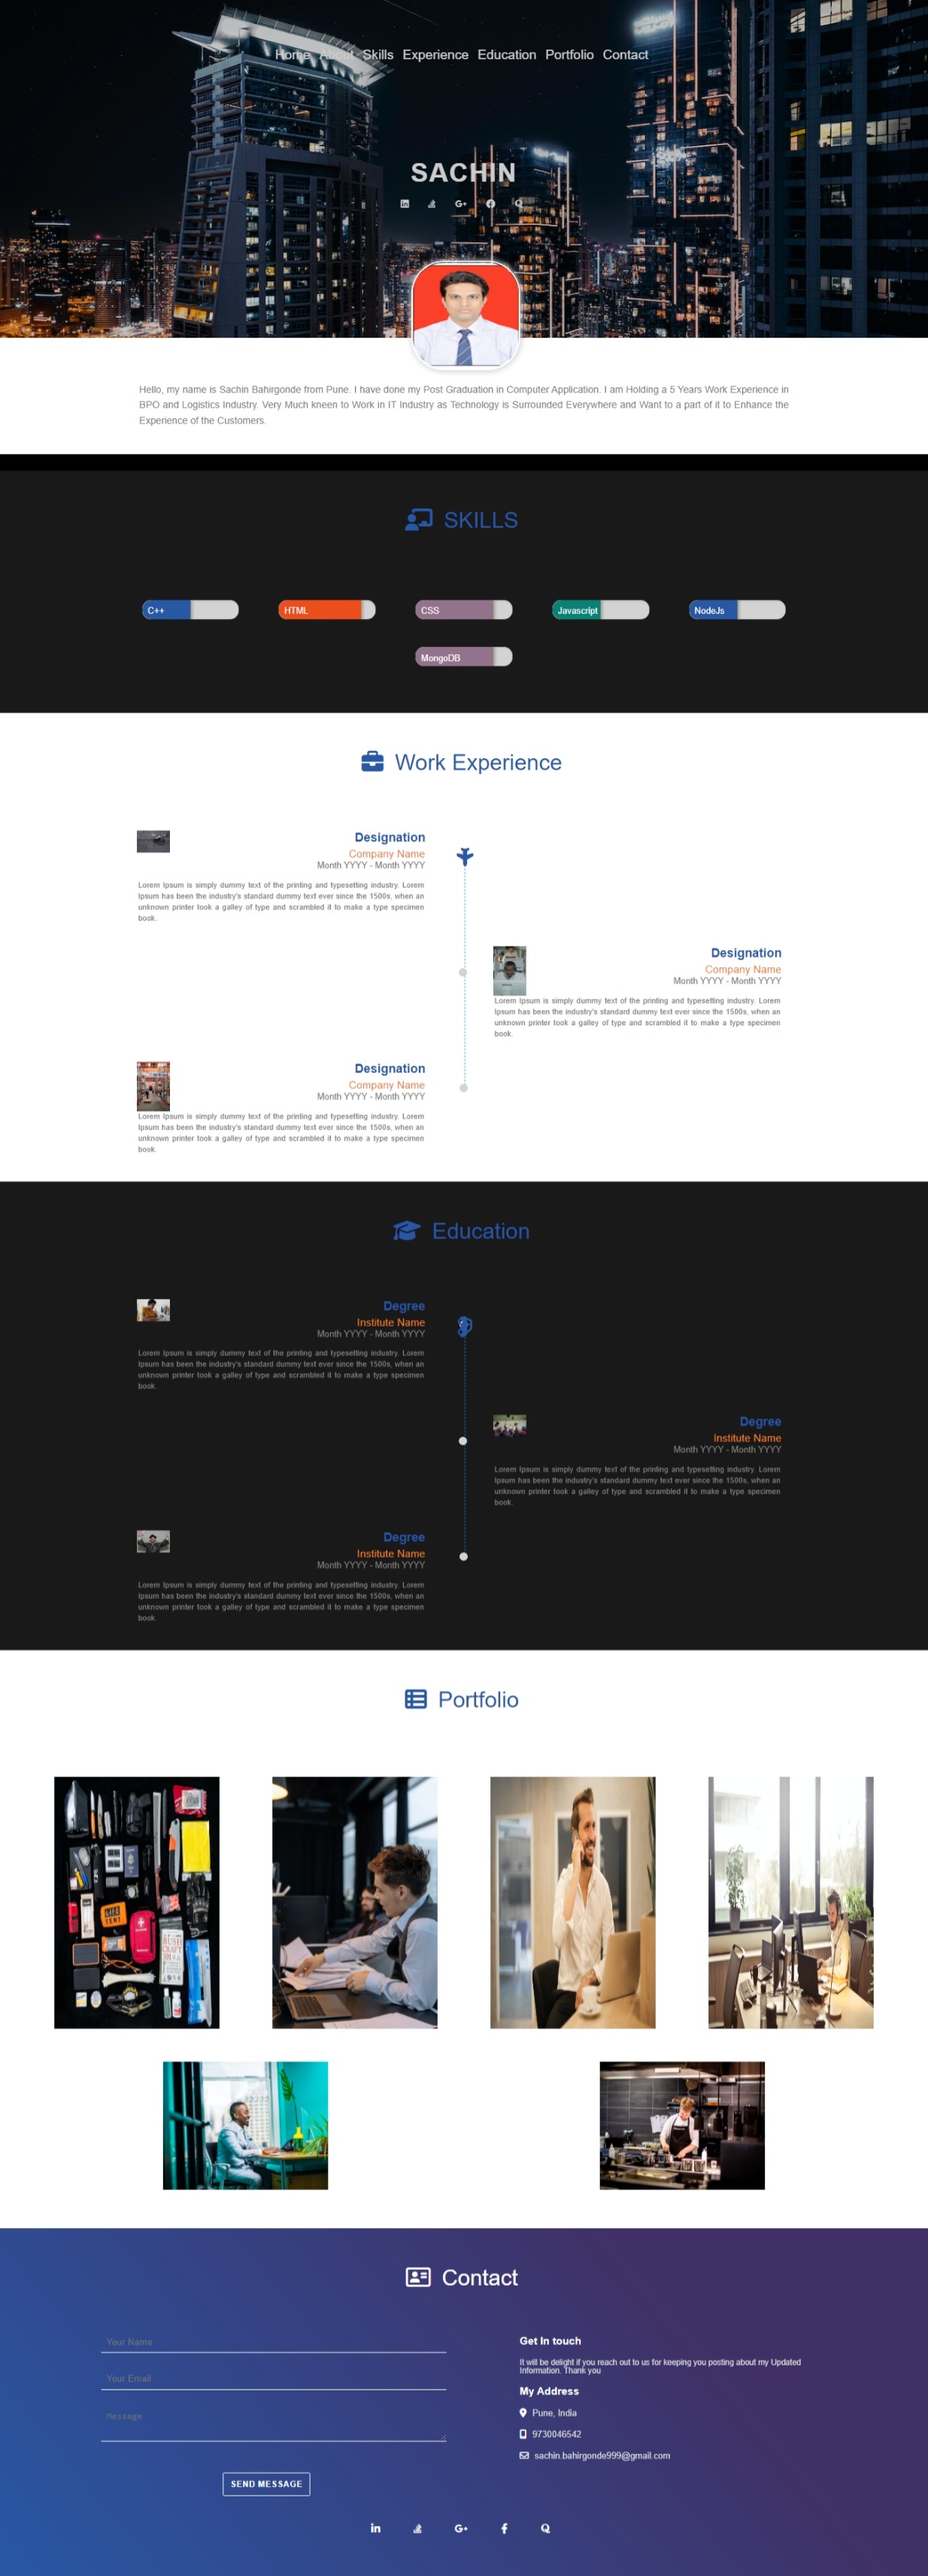 Home About Skills Experience Education Portfolio Contact
SACHIN
Hello, my name is Sachin Bahirgonde from Pune. I have done my Post Graduation in Computer Application. I am Holding a 5 Years Work Experience in
BPO and Logistics Industry. Very Much kneen to Work in IT Industry as Technology is Surrounded Everywhere and Want to a part of it to Enhance the
Experience of the Customers.
SKILLS
C++ HTML CSS Javascript NodeJs
MongoDB
Work Experience
Designation
Company Name
Month YYYY - Month YYYY
Lorem Ipsum is simply dummy text of the printing and typesetting industry. Lorem
Ipsum has been the industry's standard dummy text ever since the 1500s, when an
unknown printer took a galley of type and scrambled it to make a type specimen
book.
Designation
Company Name
Month YYYY - Month YYYY
Lorem Ipsum is simply dummy text of the printing and typesetting industry. Lorem
Ipsum has been the industry's standard dummy text ever since the 1500s, when an
unknown printer took a galley of type and scrambled it to make a type specimen
book.
Designation
Company Name
Month YYYY - Month YYYY
Lorem Ipsum is simply dummy text of the printing and typesetting industry. Lorem
Ipsum has been the industry's standard dummy text ever since the 1500s, when an
unknown printer took a galley of type and scrambled it to make a type specimen
book.
Education
Degree
Institute Name
Month YYYY - Month YYYY
Lorem Ipsum is simply dummy text of the printing and typesetting industry. Lorem
Ipsum has been the industry's standard dummy text ever since the 1500s, when an
unknown printer took a galley of type and scrambled it to make a type specimen
book.
Degree
Institute Name
Month YYYY - Month YYYY
Lorem Ipsum is simply dummy text of the printing and typesetting industry. Lorem
Ipsum has been the industry's standard dummy text ever since the 1500s, when an
unknown printer took a galley of type and scrambled it to make a type specimen
book.
Degree
Institute Name
Month YYYY - Month YYYY
Lorem Ipsum is simply dummy text of the printing and typesetting industry. Lorem
Ipsum has been the industry's standard dummy text ever since the 1500s, when an
unknown printer took a galley of type and scrambled it to make a type specimen
book.
Portfolio
TENT
BUSH
CRAFT
Contact
Your Name
Your Email
Message
SEND MESSAGE
Get In touch
It will be delight if you reach out to us for keeping you posting about my Updated
Information. Thank you
My Address
Pune, India
9730046542
sachin.bahirgonde999@gmail.com